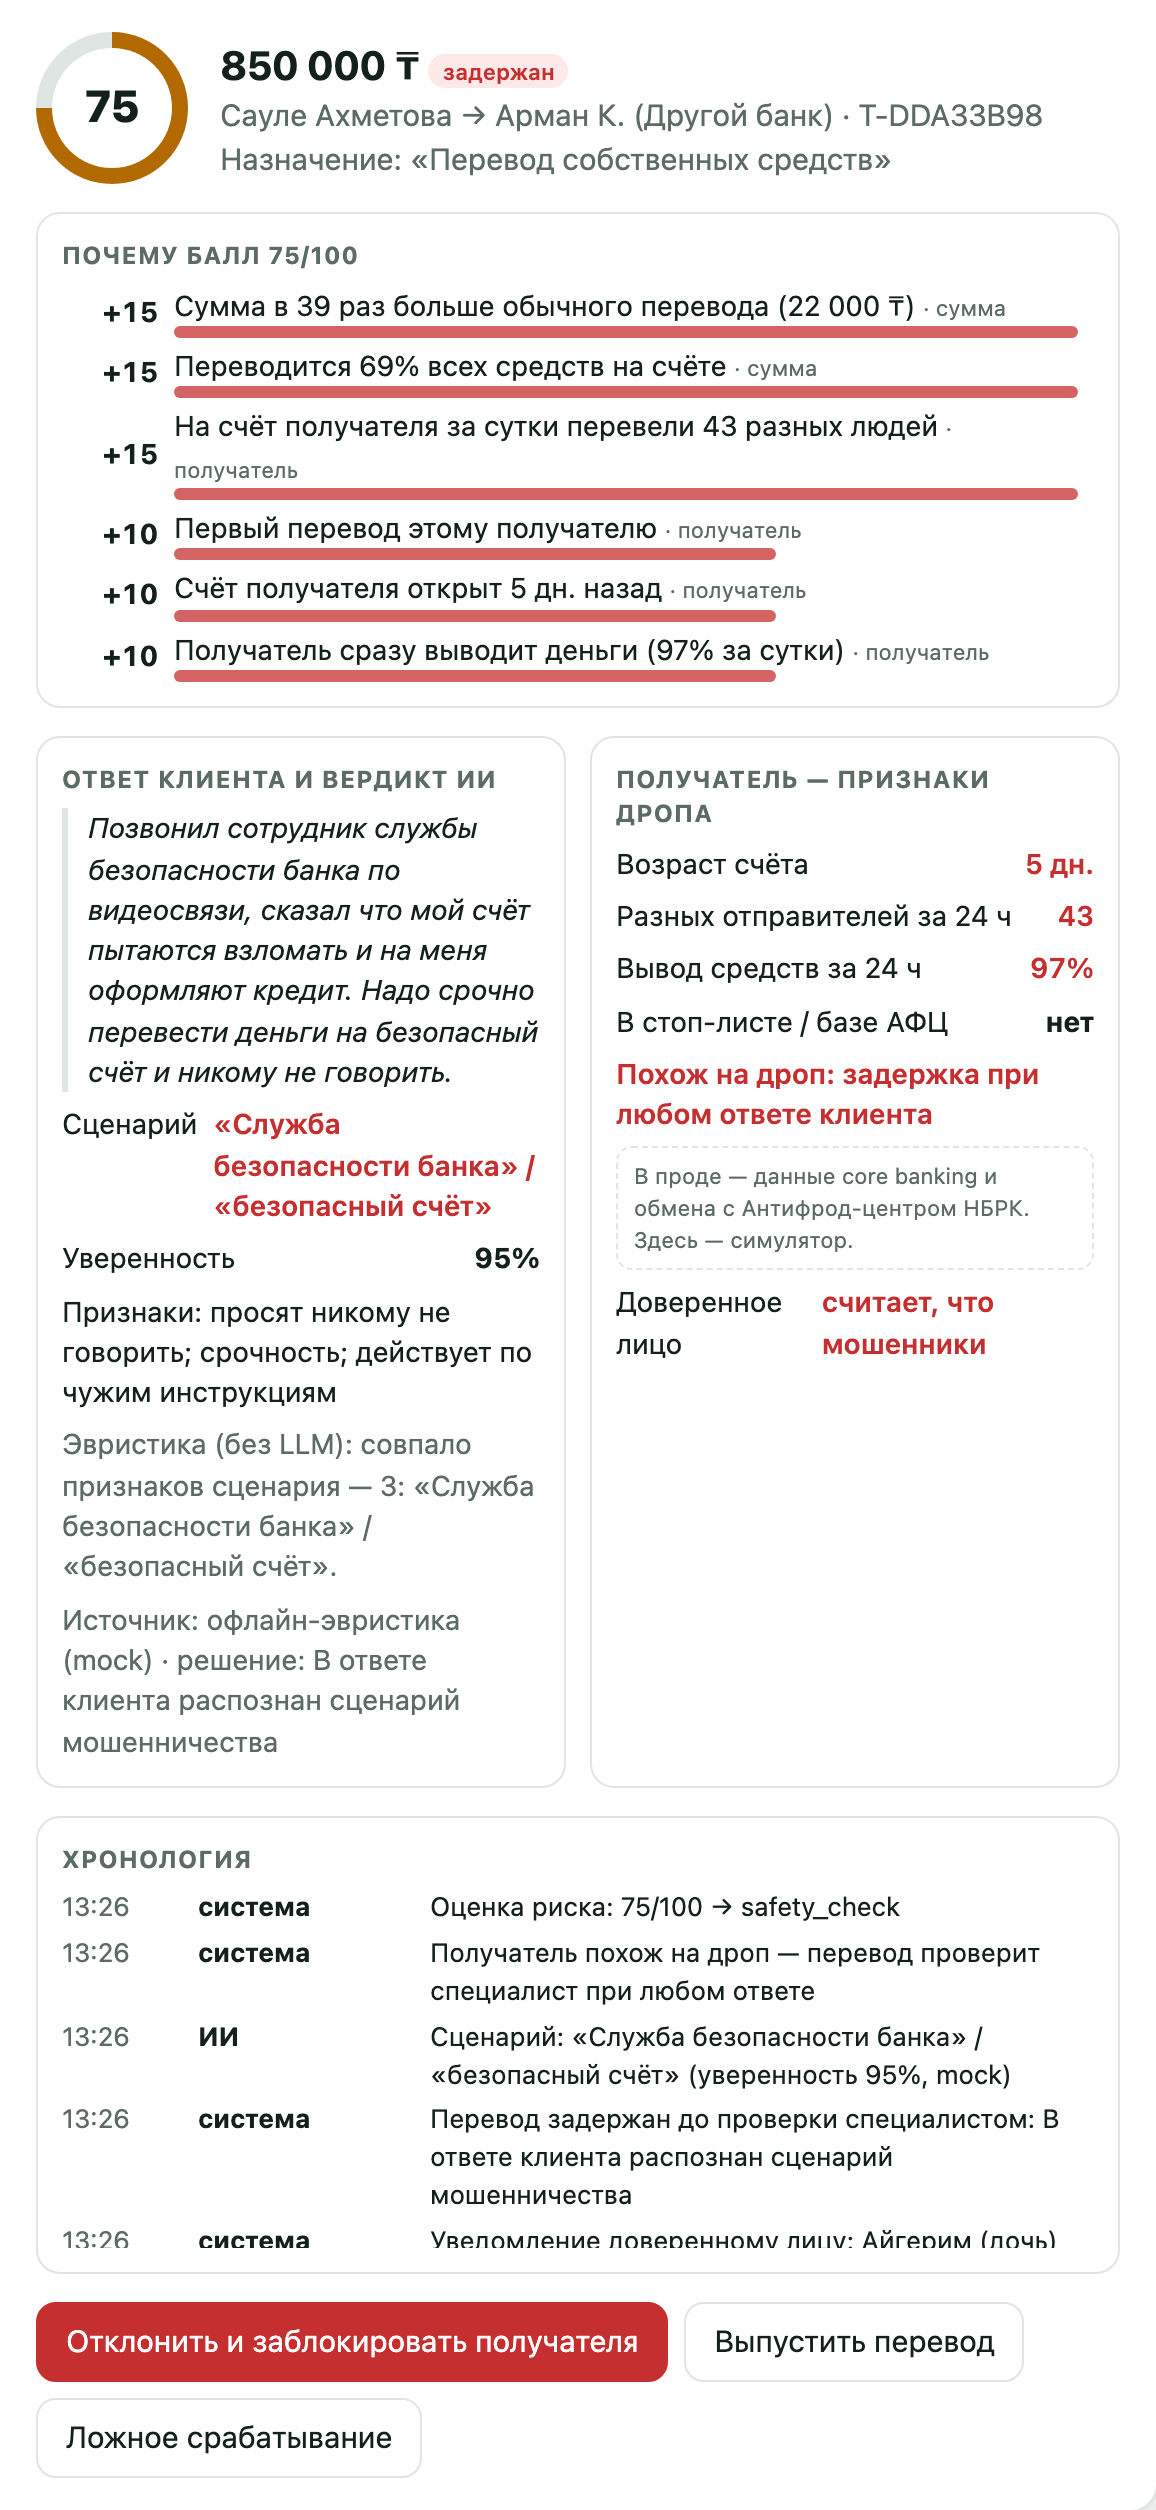 75
850 000 ₸ задержан
Сауле Ахметова → Арман К. (Другой банк) · T-DDA33B98
Назначение: «Перевод собственных средств»
ПОЧЕМУ БАЛЛ 75/100
+15 Сумма в 39 раз больше обычного перевода (22 000 ₸) · сумма
+15 Переводится 69% всех средств на счёте · сумма
+15 На счёт получателя за сутки перевели 43 разных людей ·
получатель
+10 Первый перевод этому получателю · получатель
+10 Счёт получателя открыт 5 дн. назад · получатель
+10 Получатель сразу выводит деньги (97% за сутки) · получатель
ОТВЕТ КЛИЕНТА И ВЕРДИКТ ИИ
Позвонил сотрудник службы
безопасности банка по
видеосвязи, сказал что мой счёт
пытаются взломать и на меня
оформляют кредит. Надо срочно
перевести деньги на безопасный
счёт и никому не говорить.
Сценарий «Служба
безопасности банка» /
«безопасный счёт»
Уверенность 95%
Признаки: просят никому не
говорить; срочность; действует по
чужим инструкциям
Эвристика (без LLM): совпало
признаков сценария — 3: «Служба
безопасности банка» /
«безопасный счёт».
Источник: офлайн-эвристика
(mock) · решение: В ответе
клиента распознан сценарий
мошенничества
ПОЛУЧАТЕЛЬ — ПРИЗНАКИ
ДРОПА
Возраст счёта 5 дн.
Разных отправителей за 24 ч 43
Вывод средств за 24 ч 97%
В стоп-листе / базе АФЦ нет
Похож на дроп: задержка при
любом ответе клиента
В проде — данные core banking и
обмена с Антифрод-центром НБРК.
Здесь — симулятор.
Доверенное считает, что
лицо мошенники
ХРОНОЛОГИЯ
13:26 система Оценка риска: 75/100 → safety_check
13:26 система Получатель похож на дроп — перевод проверит
специалист при любом ответе
13:26 ИИ Сценарий: «Служба безопасности банка» /
«безопасный счёт» (уверенность 95%, mock)
13:26 система Перевод задержан до проверки специалистом: В
ответе клиента распознан сценарий
мошенничества
13:26 система Уведомление доверенному лицу: Айгерим (дочь)
Отклонить и заблокировать получателя
Выпустить перевод
Ложное срабатывание